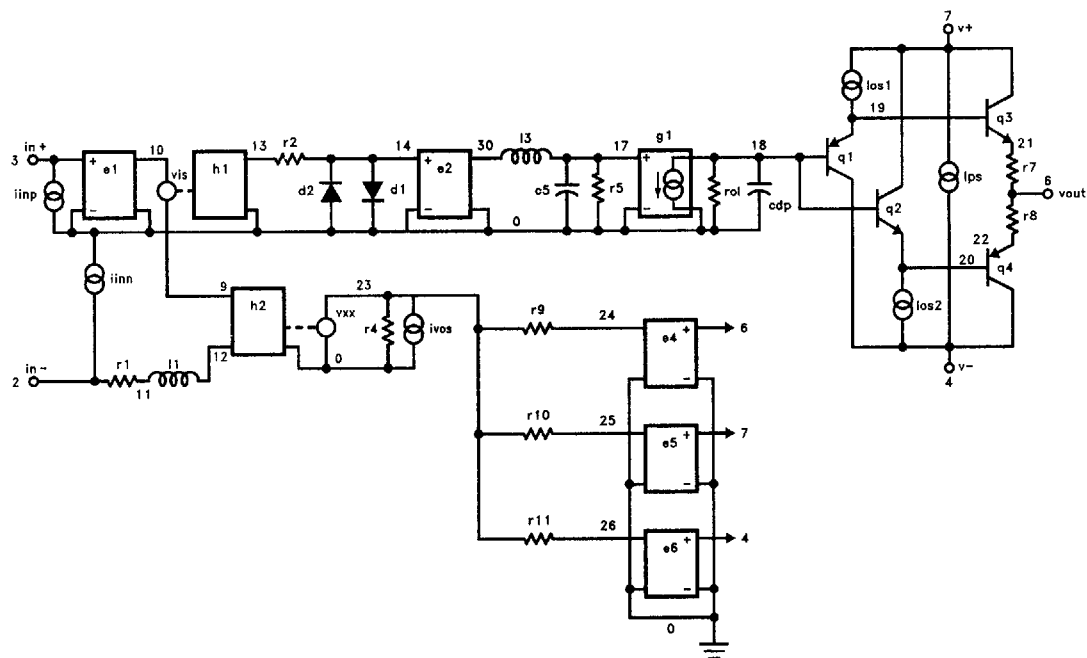 7
v+
Ios1
19
q3
21
in+
3
10
13
r2
14
30
l3
17
g1
18
e1
vis
h1
e2
q1
r7
6
iinp
d2
d1
c5
r5
rol
cdp
q2
Ips
vout
r8
0
22
iinn
20
q4
9
h2
23
vxx
r4
ivos
Ios2
r9
24
e4
+
-
6
in-
2
r1
l1
11
12
0
v-
4
r10
25
e5
+
-
7
r11
26
e6
+
-
4
0